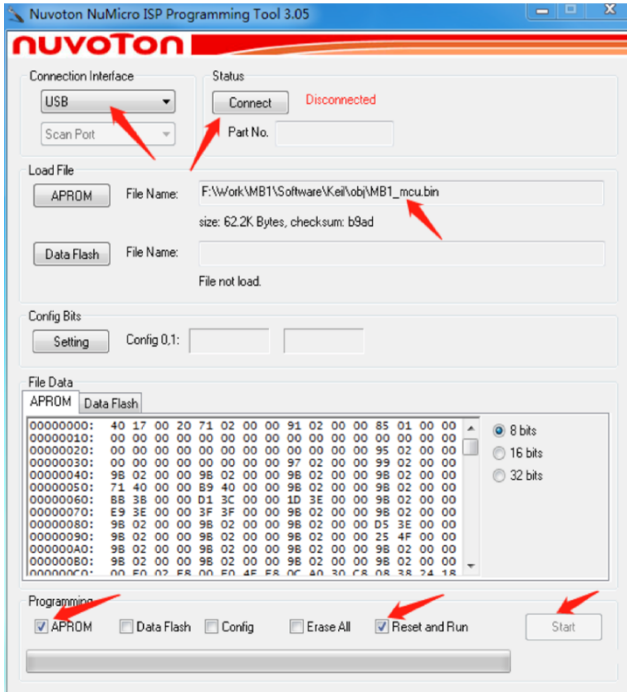 Nuvoton NuMicro ISP Programming Tool 3.05
nuvoTon
Connection Interface
Status
USB
Connect
Disconnected
Scan Port
Part No.
Load File
APROM
File Name:
F:\Work\MB1\Software\Keil\obj\MB1_mcu.bin
size: 62.2K Bytes, checksum: b9ad
Data Flash
File Name:
File not load.
Config Bits
Setting
Config 0,1:
File Data
APROM
Data Flash
00000000: 40 17 00 20 71 02 00 00 91 02 00 00 85 01 00 00
00000010: 00 00 00 00 00 00 00 00 00 00 00 00 00 00 00 00
00000020: 00 00 00 00 00 00 00 00 00 00 00 00 95 02 00 00
00000030: 00 00 00 00 00 00 00 00 97 02 00 00 99 02 00 00
00000040: 9B 02 00 00 9B 02 00 00 9B 02 00 00 9B 02 00 00
00000050: 71 40 00 00 B9 40 00 00 9B 02 00 00 9B 02 00 00
00000060: BB 3B 00 00 D1 3C 00 00 1D 3E 00 00 9B 02 00 00
00000070: E9 3E 00 00 3F 3F 00 00 9B 02 00 00 9B 02 00 00
00000080: 9B 02 00 00 9B 02 00 00 9B 02 00 00 D5 3E 00 00
00000090: 9B 02 00 00 9B 02 00 00 9B 02 00 00 25 4F 00 00
000000A0: 9B 02 00 00 9B 02 00 00 9B 02 00 00 9B 02 00 00
000000B0: 9B 02 00 00 9B 02 00 00 9B 02 00 00 9B 02 00 00
8 bits
16 bits
32 bits
Programming
APROM
Data Flash
Config
Erase All
Reset and Run
Start